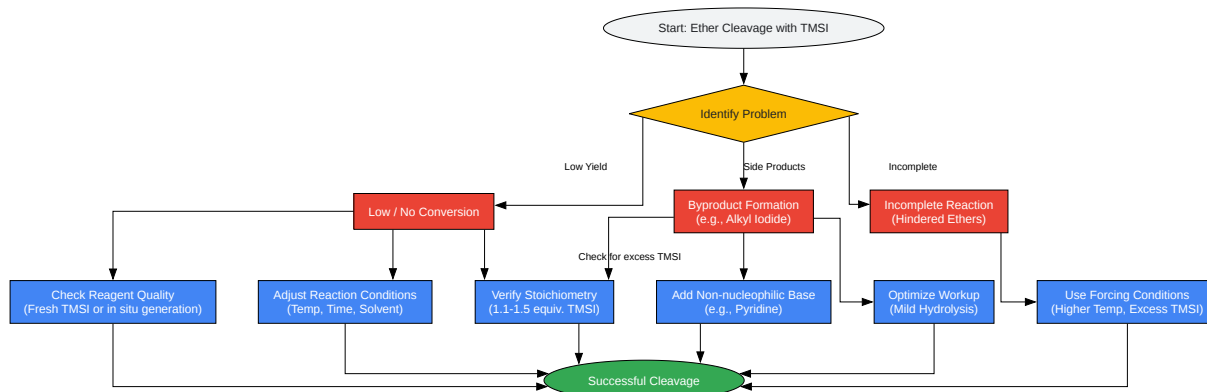 Start: Ether Cleavage with TMSI
Identify Problem
Low Yield
Side Products
Incomplete
Low / No Conversion
Byproduct Formation
(e.g., Alkyl Iodide)
Incomplete Reaction
(Hindered Ethers)
Check for excess TMSI
Check Reagent Quality
(Fresh TMSI or in situ generation)
Adjust Reaction Conditions
(Temp, Time, Solvent)
Verify Stoichiometry
(1.1-1.5 equiv. TMSI)
Add Non-nucleophilic Base
(e.g., Pyridine)
Optimize Workup
(Mild Hydrolysis)
Use Forcing Conditions
(Higher Temp, Excess TMSI)
Successful Cleavage